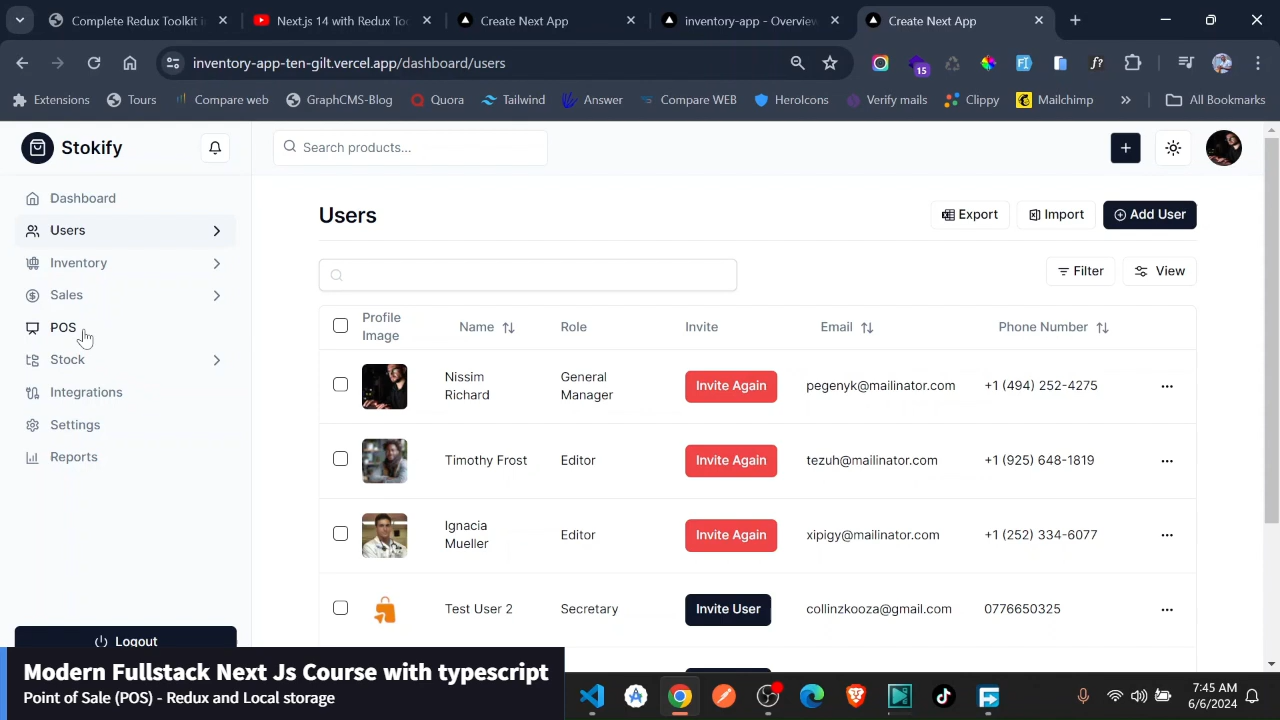 Complete Redux Toolkit i
Next.js 14 with Redux Too
Create Next App
inventory-app - Overview
Create Next App
inventory-app-ten-gilt.vercel.app/dashboard/users
15
Extensions
Tours
Compare web
GraphCMS-Blog
Quora
Tailwind
Answer
Compare WEB
HeroIcons
Verify mails
Clippy
Mailchimp
All Bookmarks
Stokify
Search products...
Dashboard
Users
Inventory
Sales
POS
Stock
Integrations
Settings
Reports
Logout
Users
Export
Import
Add User
Filter
View
Profile
Image
Name
Role
Invite
Email
Phone Number
Nissim
Richard
General
Manager
Invite Again
pegenyk@mailinator.com
+1 (494) 252-4275
Timothy Frost
Editor
Invite Again
tezuh@mailinator.com
+1 (925) 648-1819
Ignacia
Mueller
Editor
Invite Again
xipigy@mailinator.com
+1 (252) 334-6077
Test User 2
Secretary
Invite User
collinzkooza@gmail.com
0776650325
Modern Fullstack Next Js Course with typescript
Point of Sale (POS) - Redux and Local storage
7:45 AM
6/6/2024